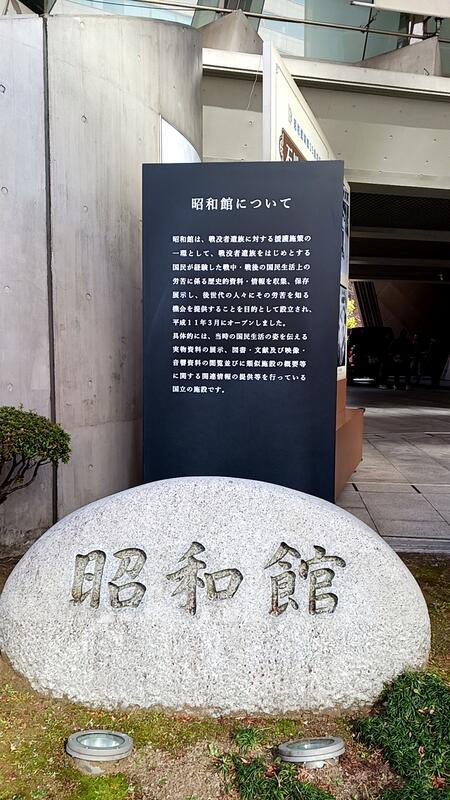 昭和館について
昭和館は、戦没者遺族に対する援護施策の
一環として、戦没者遺族をはじめとする
国民が経験した戦中・戦後の国民生活上の
労苦に係る歴史的資料・情報を収集、保存
展示し、後世代の人々にその労苦を知る
機会を提供することを目的として設立され、
平成11年3月にオープンしました。
具体的には、当時の国民生活の姿を伝える
実物資料の展示、図書・文献及び映像・
音響資料の閲覧並びに類似施設の概要等
に関する関連情報の提供等を行っている
国立の施設です。
昭和館